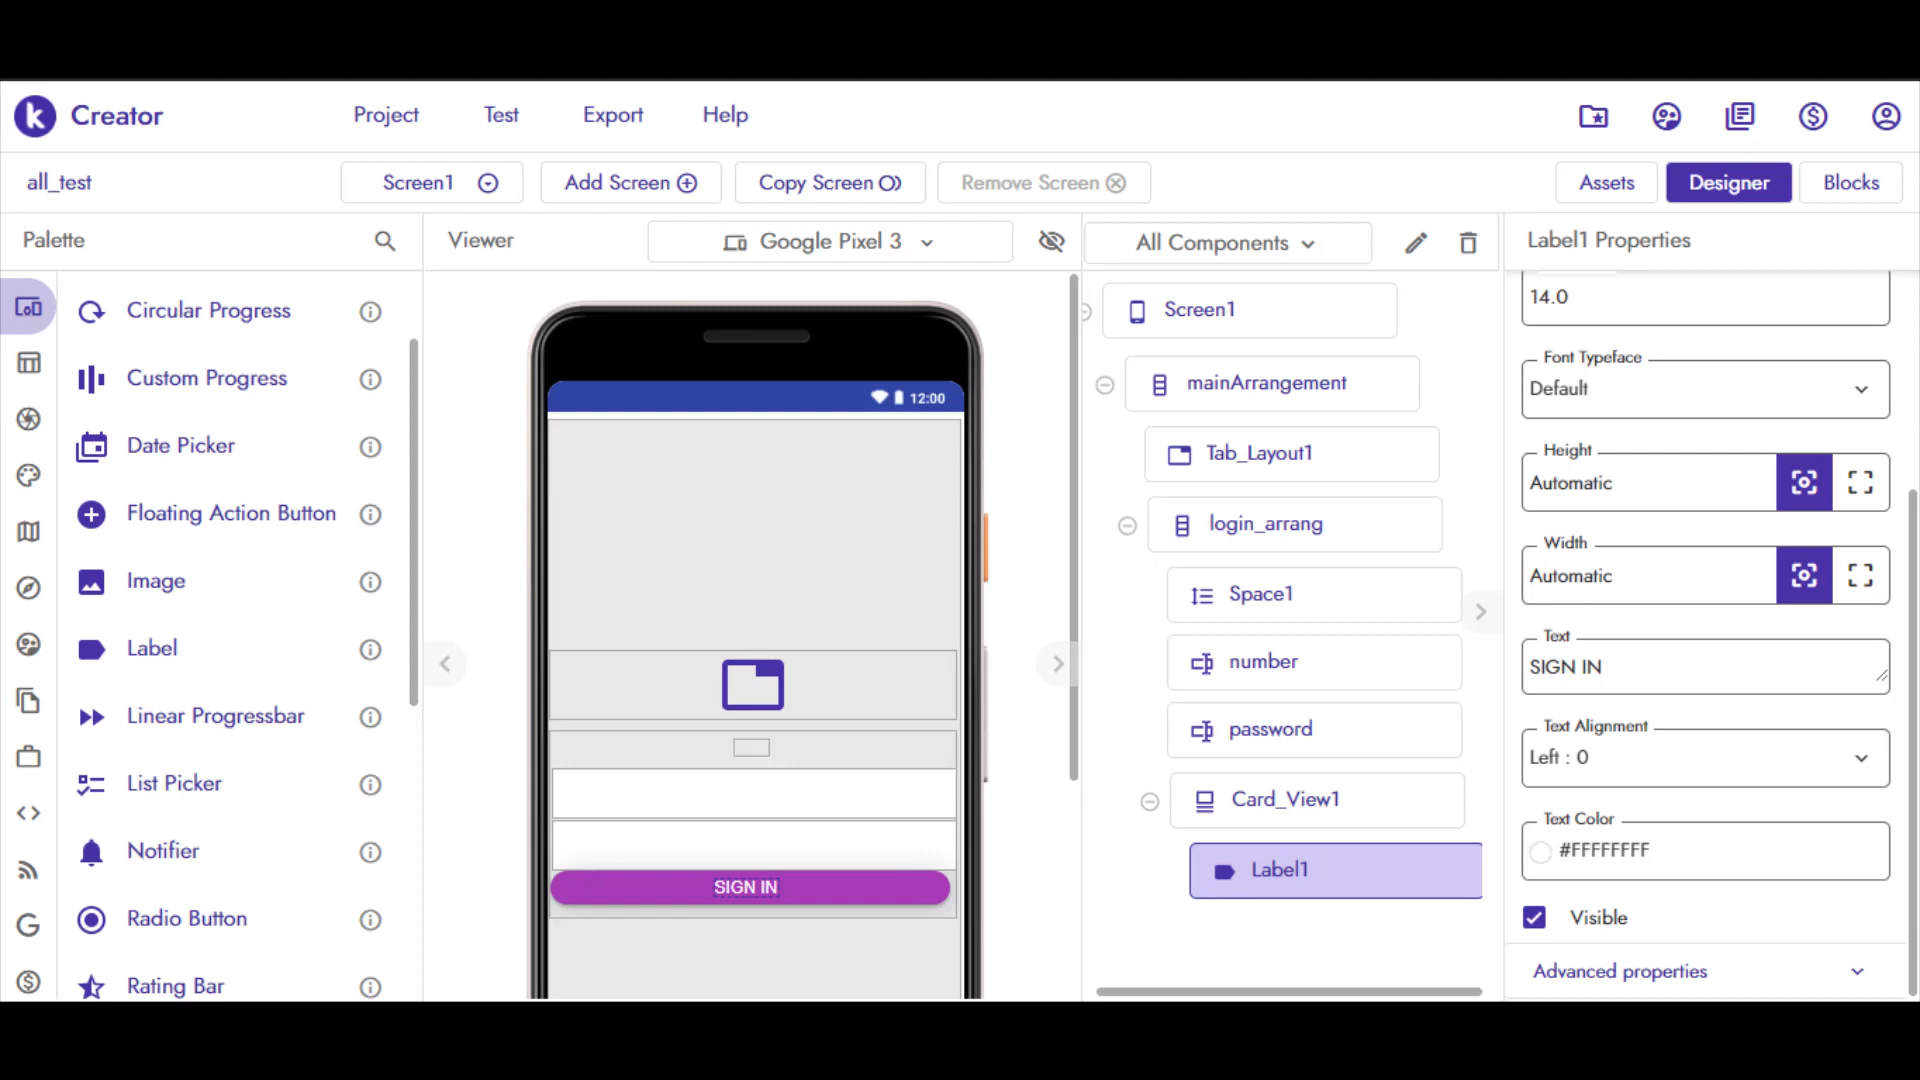 Creator
Project
Test
Export
Help
all_test
Screen1
Add Screen
Copy Screen
Remove Screen
Assets
Designer
Blocks
Palette
Viewer
Google Pixel 3
All Components
Label1 Properties
Circular Progress
Custom Progress
Date Picker
Floating Action Button
Image
Label
Linear Progressbar
List Picker
Notifier
Radio Button
Rating Bar
12:00
SIGN IN
Screen1
mainArrangement
Tab_Layout1
login_arrang
Space1
number
password
Card_View1
Label1
14.0
Font Typeface
Default
Height
Automatic
Width
Automatic
Text
SIGN IN
Text Alignment
Left : 0
Text Color
#FFFFFFFF
Visible
Advanced properties